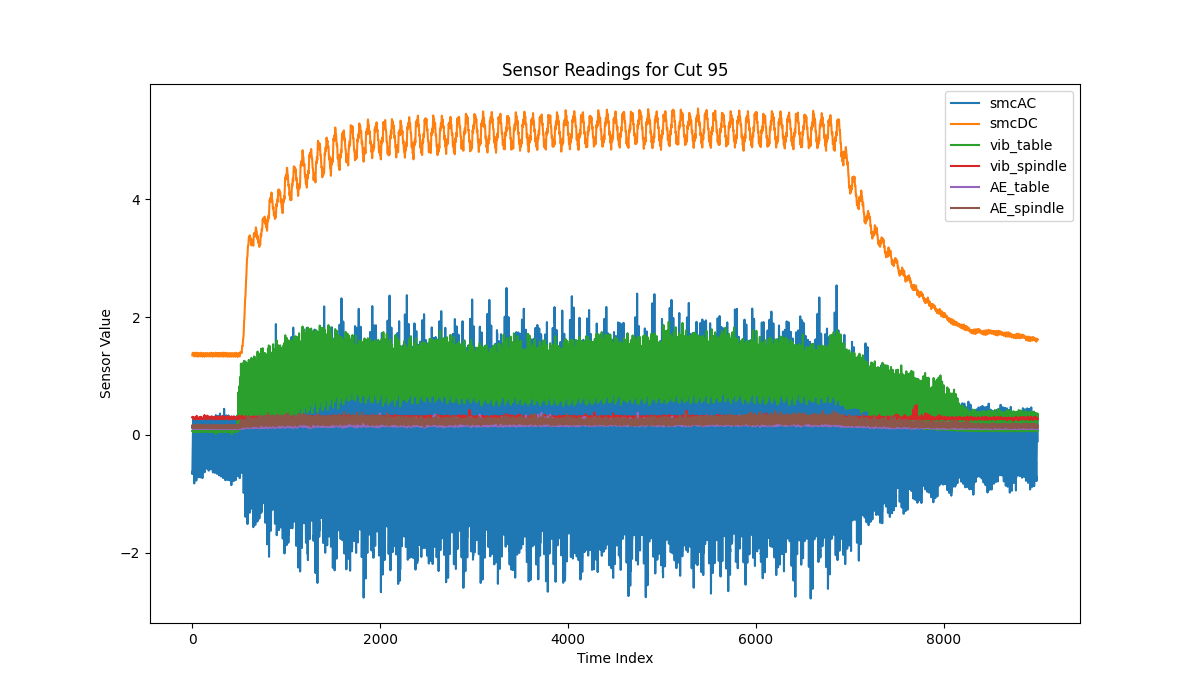 Sensor Readings for Cut 95
smcAC
smcDC
vib_table
vib_spindle
AE_table
AE_spindle
Sensor Value
4
2
0
−2
0 2000 4000 6000 8000
Time Index